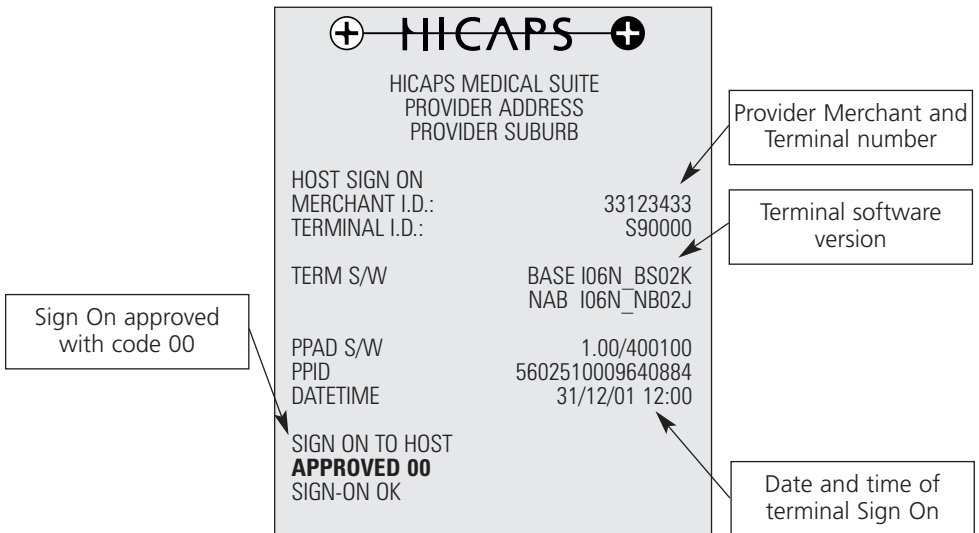 HICAPS
HICAPS MEDICAL SUITE
PROVIDER ADDRESS
PROVIDER SUBURB
Provider Merchant and
Terminal number
HOST SIGN ON
MERCHANT I.D.: 33123433
TERMINAL I.D.: S90000
Terminal software
version
TERM S/W BASE I06N_BS02K
NAB I06N_NB02J
Sign On approved
with code 00
PPAD S/W 1.00/400100
PPID 5602510009640884
DATETIME 31/12/01 12:00
SIGN ON TO HOST
APPROVED 00
SIGN-ON OK
Date and time of
terminal Sign On